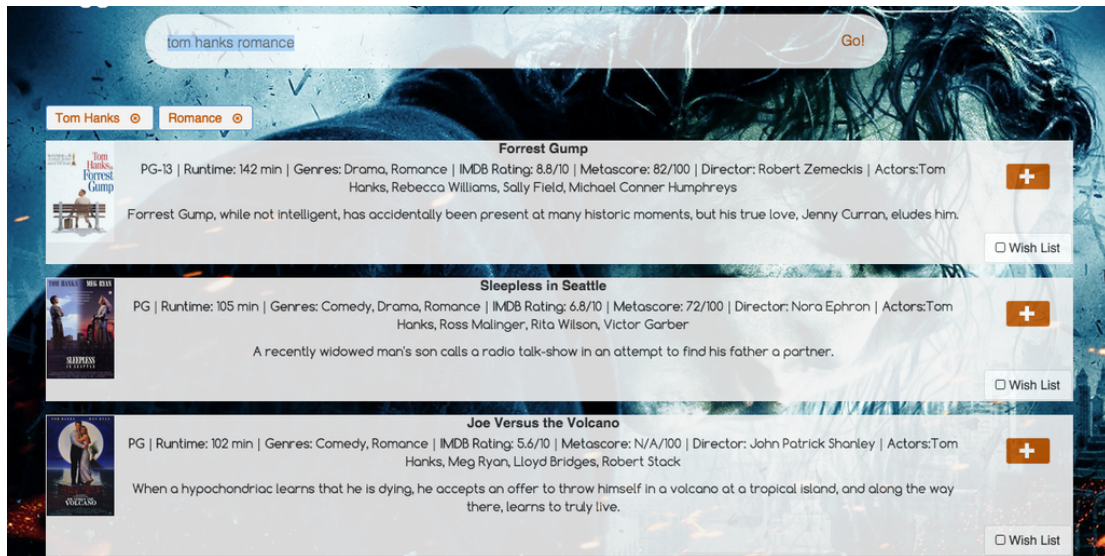 tom hanks romance Go!
Tom Hanks Romance
Tom Hanks is Forrest Gump
Forrest Gump
PG-13 | Runtime: 142 min | Genres: Drama, Romance | IMDB Rating: 8.8/10 | Metascore: 82/100 | Director: Robert Zemeckis | Actors:Tom
Hanks, Rebecca Williams, Sally Field, Michael Conner Humphreys
Forrest Gump, while not intelligent, has accidentally been present at many historic moments, but his true love, Jenny Curran, eludes him.
Wish List
TOM HANKS MEG RYAN
SLEEPLESS
IN SEATTLE
Sleepless in Seattle
PG | Runtime: 105 min | Genres: Comedy, Drama, Romance | IMDB Rating: 6.8/10 | Metascore: 72/100 | Director: Nora Ephron | Actors:Tom
Hanks, Ross Malinger, Rita Wilson, Victor Garber
A recently widowed man's son calls a radio talk-show in an attempt to find his father a partner.
Wish List
VOLCANO
Joe Versus the Volcano
PG | Runtime: 102 min | Genres: Comedy, Romance | IMDB Rating: 5.6/10 | Metascore: N/A/100 | Director: John Patrick Shanley | Actors:Tom
Hanks, Meg Ryan, Lloyd Bridges, Robert Stack
When a hypochondriac learns that he is dying, he accepts an offer to throw himself in a volcano at a tropical island, and along the way
there, learns to truly live.
Wish List